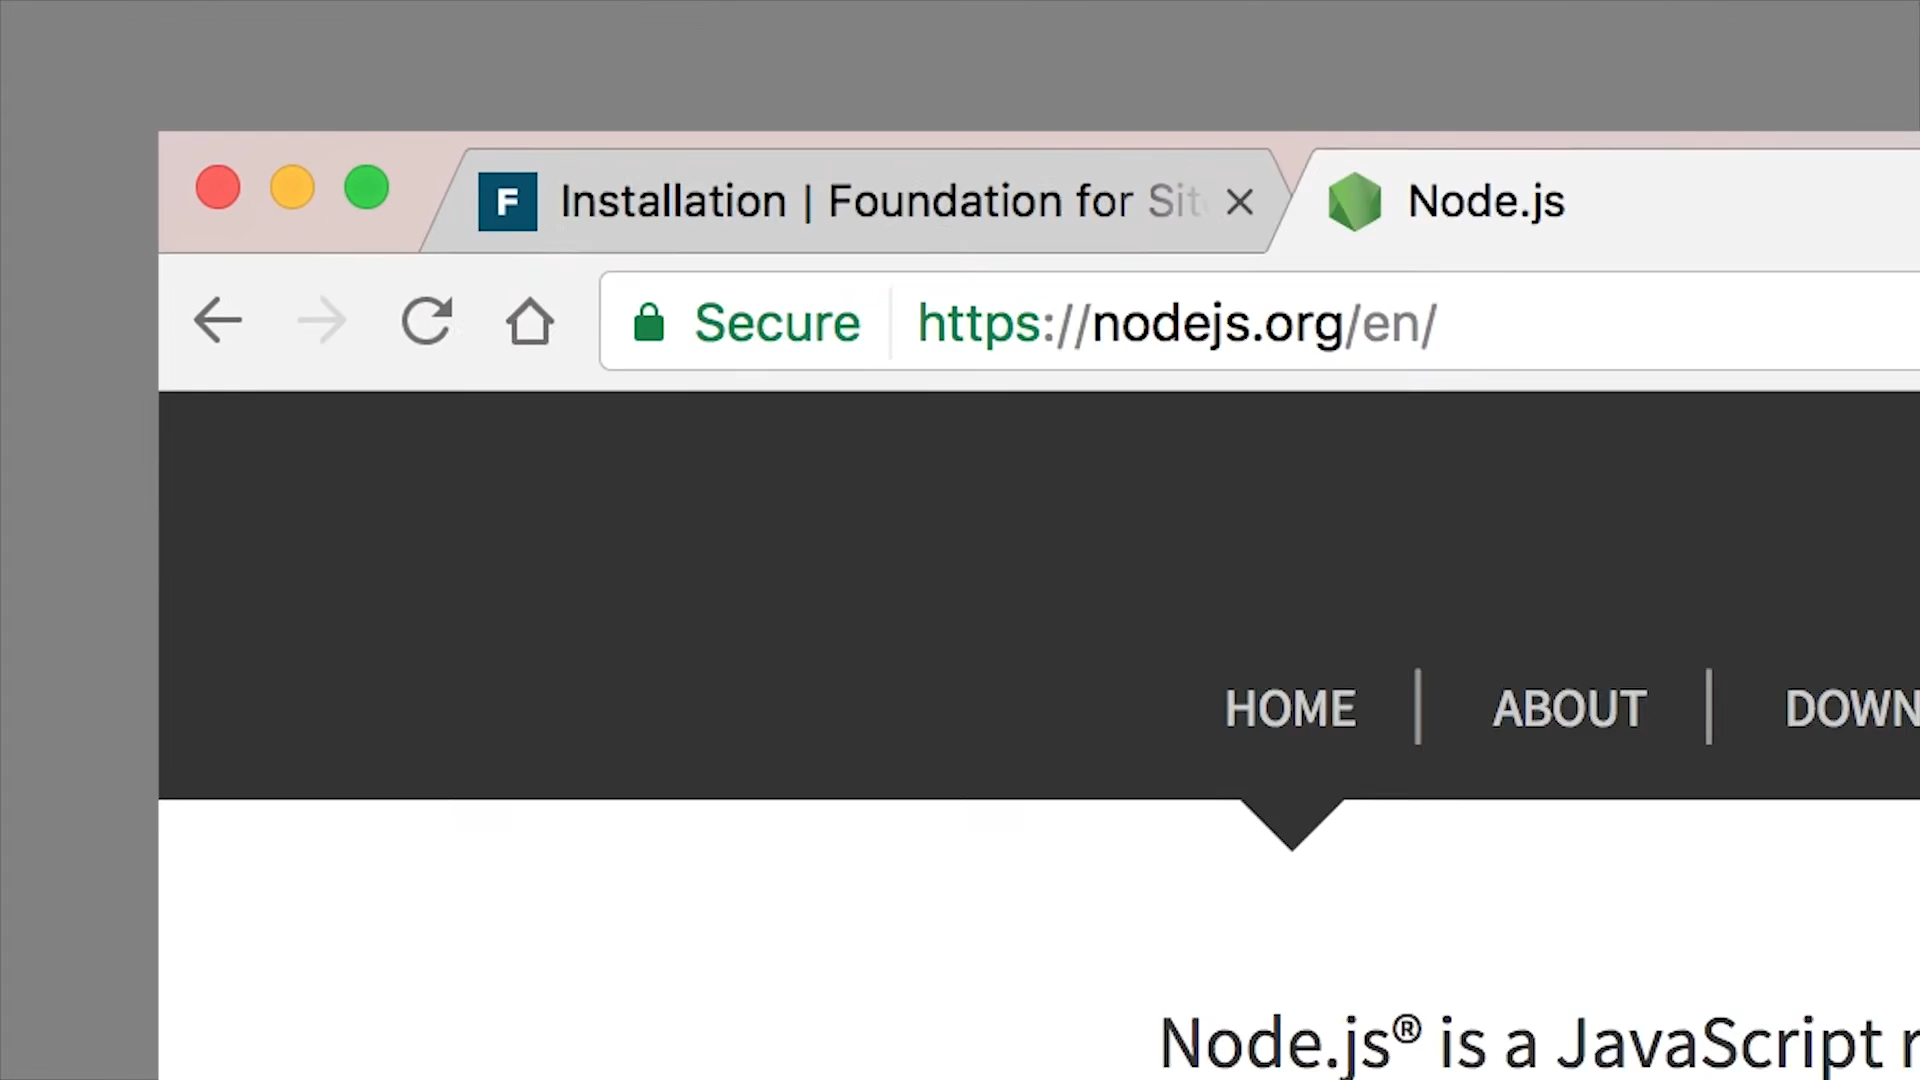 F Installation | Foundation for Sit
Node.js
Secure https://nodejs.org/en/
HOME | ABOUT | DOWN
Node.js® is a JavaScript r